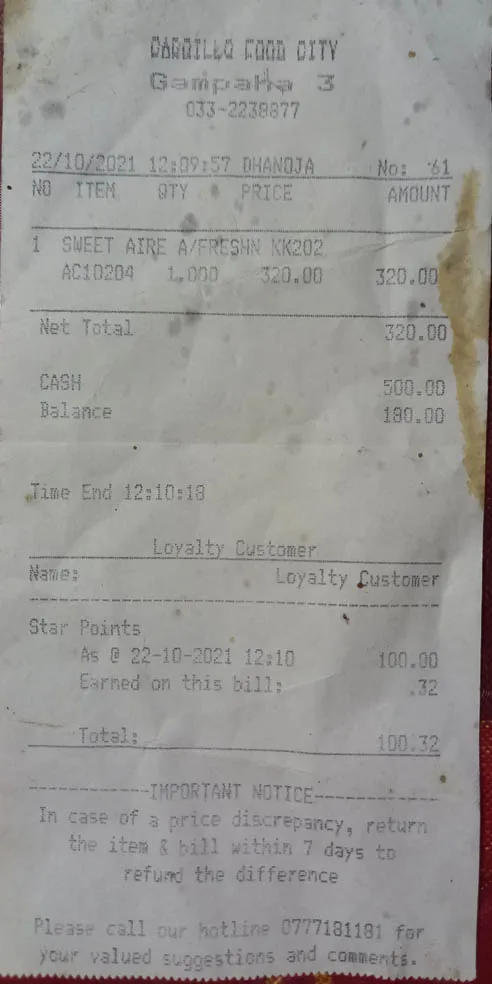 CARGILLS FOOD CITY
Gampaha 3
033-2238877
22/10/2021 12:09:57 DHANOJA No: 61
NO ITEM QTY PRICE AMOUNT
1 SWEET AIRE A/FRESHN KK202
AC10204 1.000 320.00 320.00
Net Total 320.00
CASH 500.00
Balance 180.00
Time End 12:10:18
Loyalty Customer
Name: Loyalty Customer
Star Points
As @ 22-10-2021 12:10 100.00
Earned on this bill: .32
Total: 100.32
------------IMPORTANT NOTICE------------
In case of a price discrepancy, return
the item & bill within 7 days to
refund the difference
Please call our hotline 0777181181 for
your valued suggestions and comments.